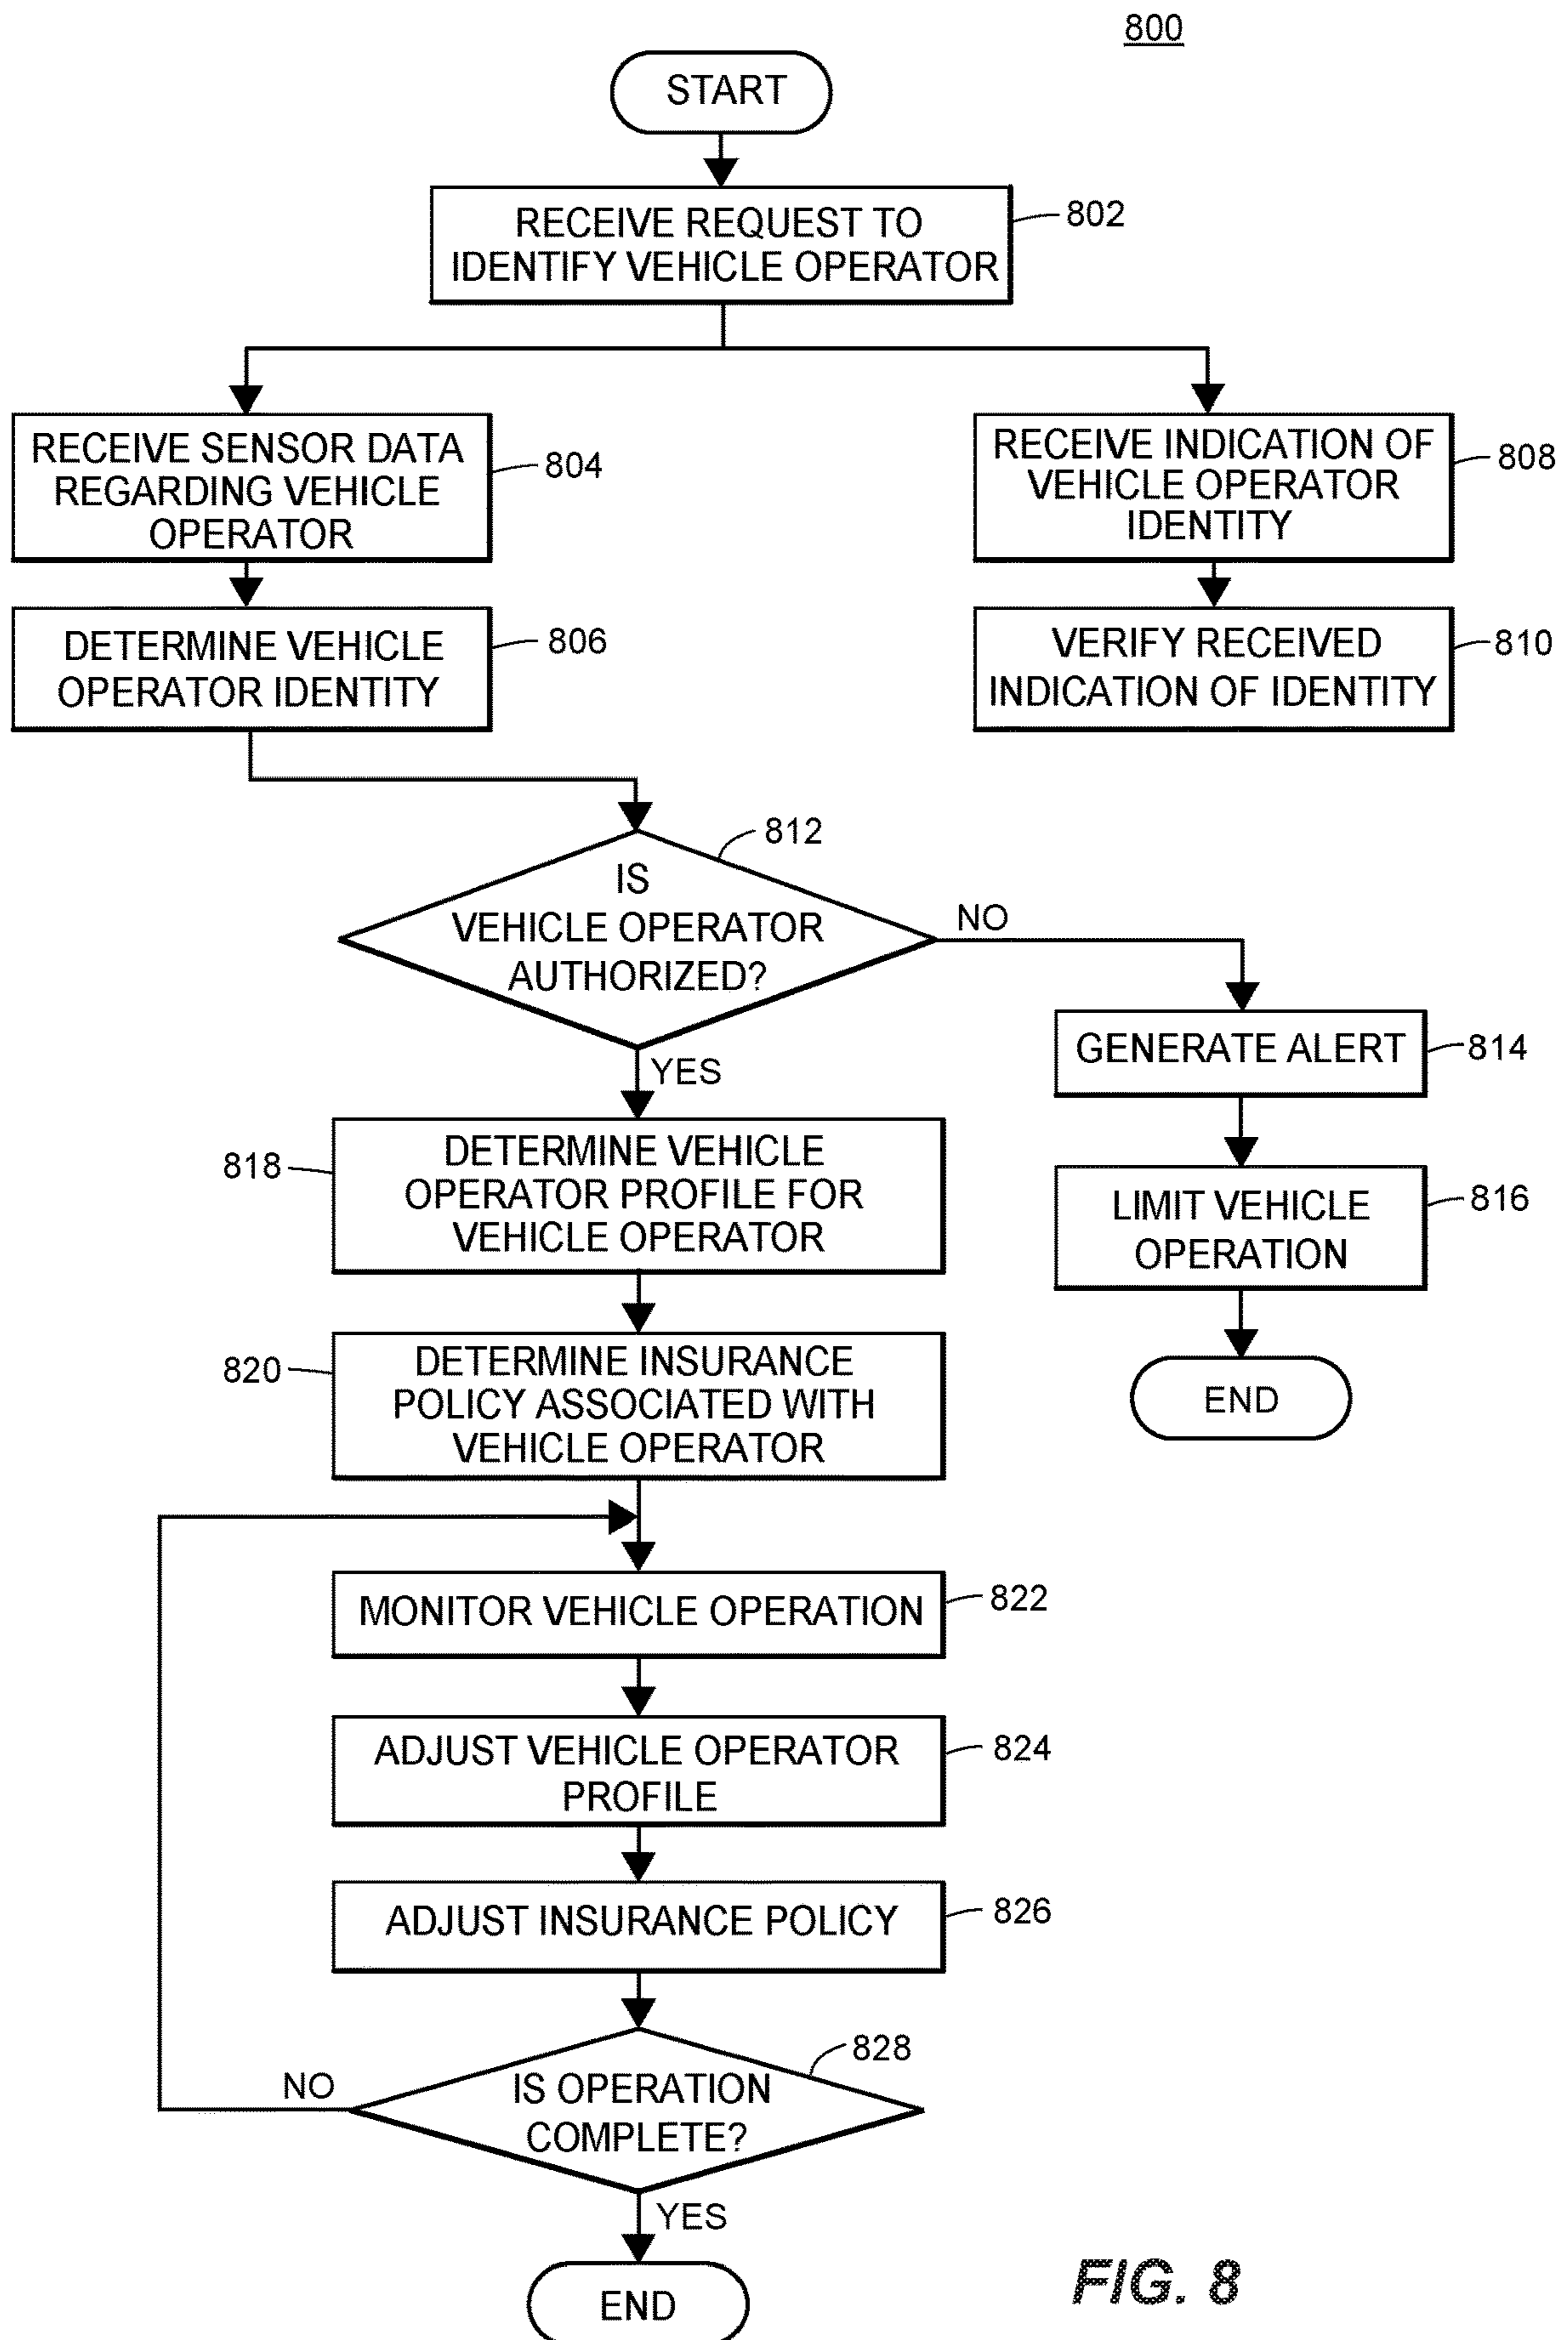 800
START
RECEIVE REQUEST TO
IDENTIFY VEHICLE OPERATOR
802
RECEIVE SENSOR DATA
REGARDING VEHICLE
OPERATOR
804
RECEIVE INDICATION OF
VEHICLE OPERATOR
IDENTITY
808
DETERMINE VEHICLE
OPERATOR IDENTITY
806
VERIFY RECEIVED
INDICATION OF IDENTITY
810
812
IS
VEHICLE OPERATOR
AUTHORIZED?
NO
YES
GENERATE ALERT
814
LIMIT VEHICLE
OPERATION
816
END
818
DETERMINE VEHICLE
OPERATOR PROFILE FOR
VEHICLE OPERATOR
820
DETERMINE INSURANCE
POLICY ASSOCIATED WITH
VEHICLE OPERATOR
MONITOR VEHICLE OPERATION
822
ADJUST VEHICLE OPERATOR
PROFILE
824
ADJUST INSURANCE POLICY
826
828
IS OPERATION
COMPLETE?
NO
YES
END
FIG. 8